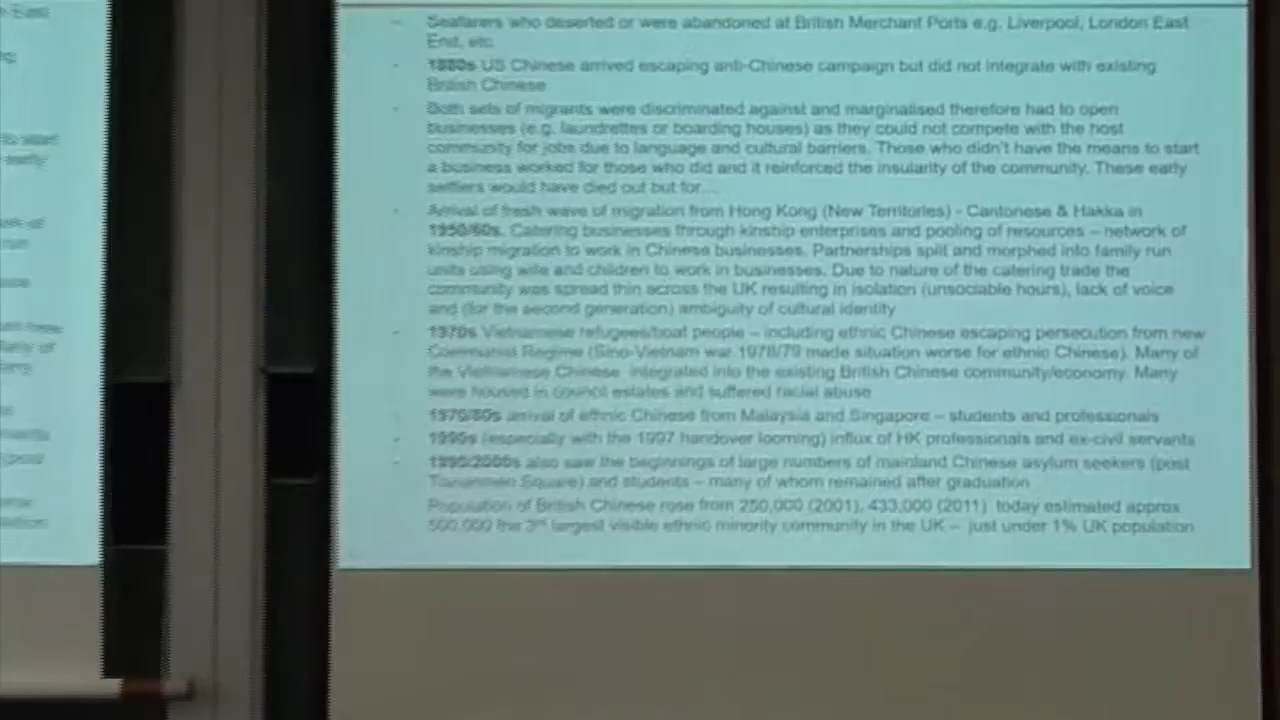 - Seafarers who deserted or were abandoned at British Merchant Ports e.g. Liverpool, London East
End, etc
- 1880s US Chinese arrived escaping anti-Chinese campaign but did not integrate with existing
British Chinese
- Both sets of migrants were discriminated against and marginalised therefore had to open
businesses (e.g. laundrettes or boarding houses) as they could not compete with the host
community for jobs due to language and cultural barriers. Those who didn't have the means to start
a business worked for those who did and it reinforced the insularity of the community. These early
settlers would have died out but for...
- Arrival of fresh wave of migration from Hong Kong (New Territories) - Cantonese & Hakka in
1950/60s. Catering businesses through kinship enterprises and pooling of resources – network of
kinship migration to work in Chinese businesses. Partnerships split and morphed into family run
units using wife and children to work in businesses. Due to nature of the catering trade the
community was spread thin across the UK resulting in isolation (unsociable hours), lack of voice
and (for the second generation) ambiguity of cultural identity
- 1970s Vietnamese refugees/boat people – including ethnic Chinese escaping persecution from new
Communist Regime (Sino-Vietnam war 1978/79 made situation worse for ethnic Chinese). Many of
the Vietnamese Chinese integrated into the existing British Chinese community/economy. Many
were housed in council estates and suffered racial abuse
- 1970/80s arrival of ethnic Chinese from Malaysia and Singapore – students and professionals
- 1990s (especially with the 1997 handover looming) influx of HK professionals and ex-civil servants
- 1990/2000s also saw the beginnings of large numbers of mainland Chinese asylum seekers (post
Tiananmen Square) and students – many of whom remained after graduation
Population of British Chinese rose from 250,000 (2001), 433,000 (2011) today estimated approx
500,000 the 3rd largest visible ethnic minority community in the UK – just under 1% UK population